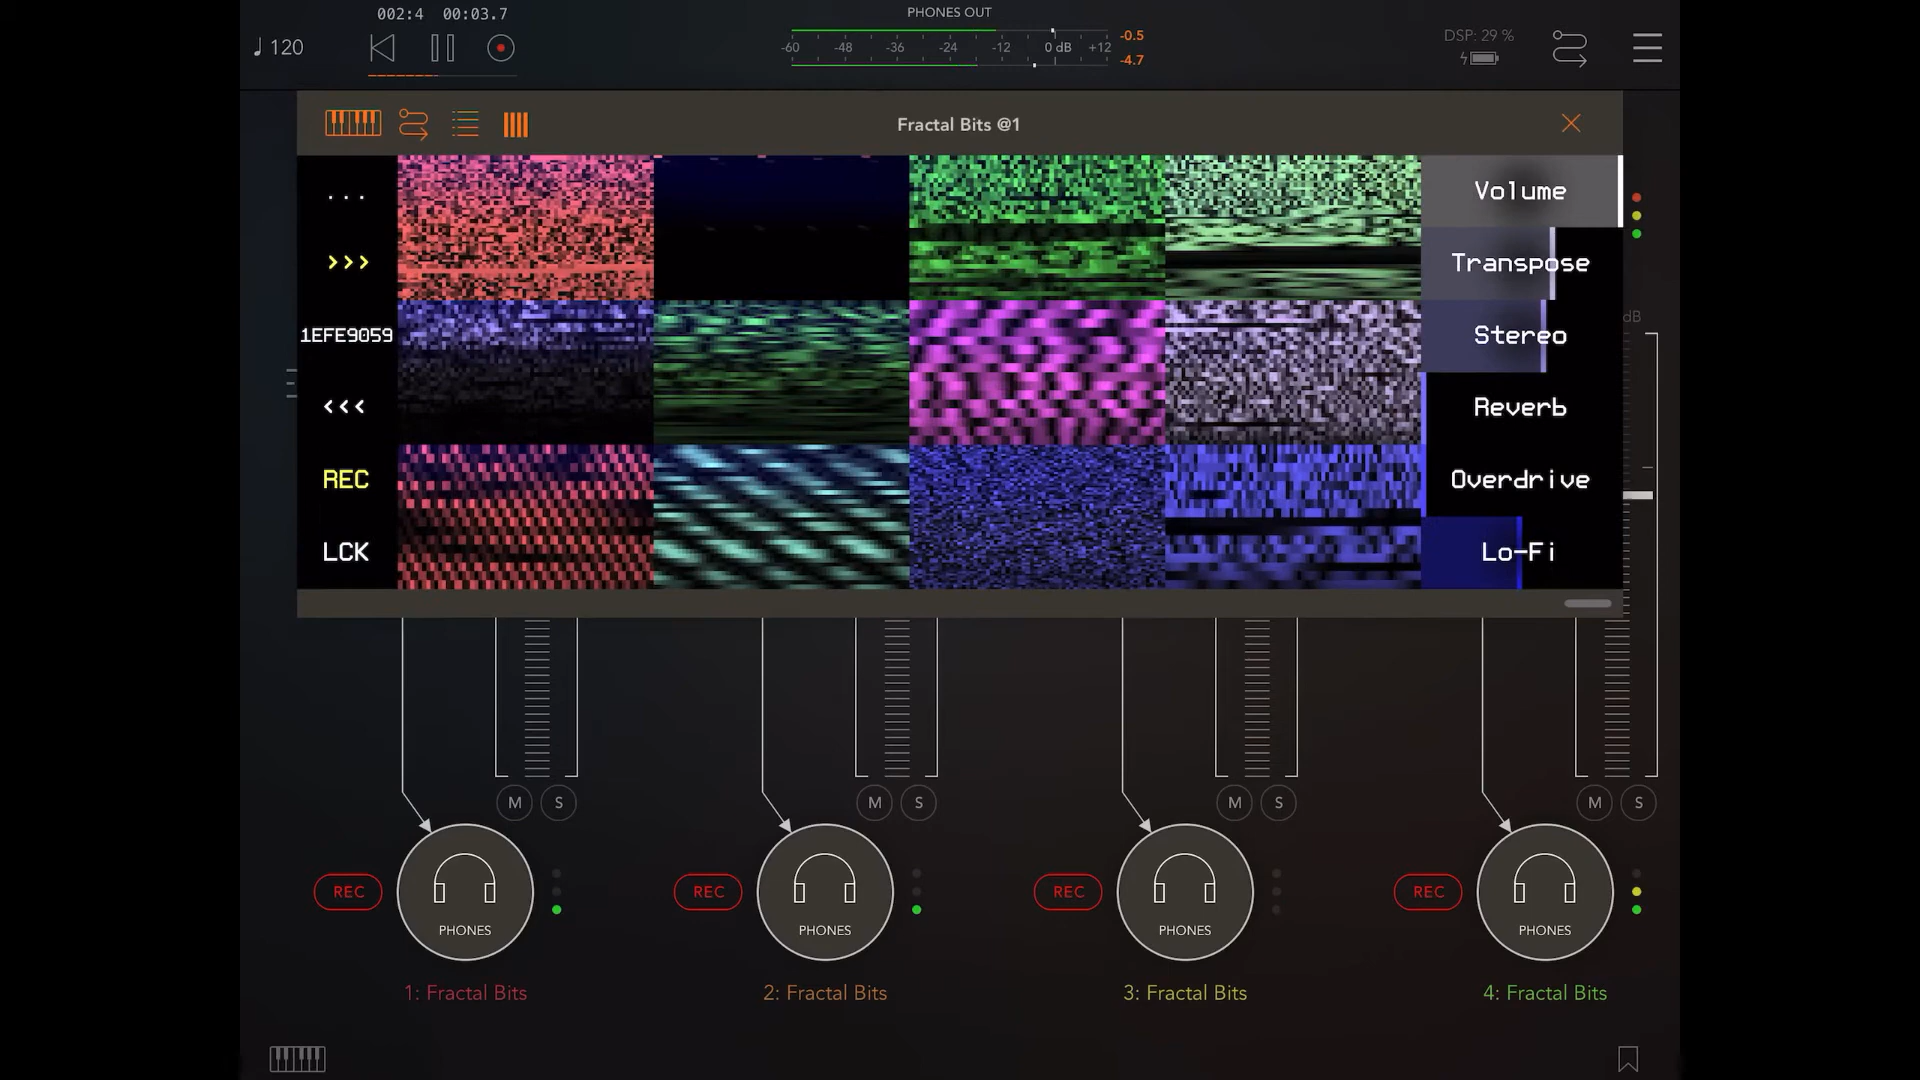 002:4 00:03.7
PHONES OUT
♩ 120
-60 -48 -36 -24 -12 0 dB +12
-0.5
-4.7
DSP: 29 %
Fractal Bits @1
...
>>>
1EFE9059
<<<
REC
LCK
Volume
Transpose
Stereo
Reverb
Overdrive
Lo-Fi
dB
M S
M S
M S
M S
REC
PHONES
REC
PHONES
REC
PHONES
REC
PHONES
1: Fractal Bits
2: Fractal Bits
3: Fractal Bits
4: Fractal Bits